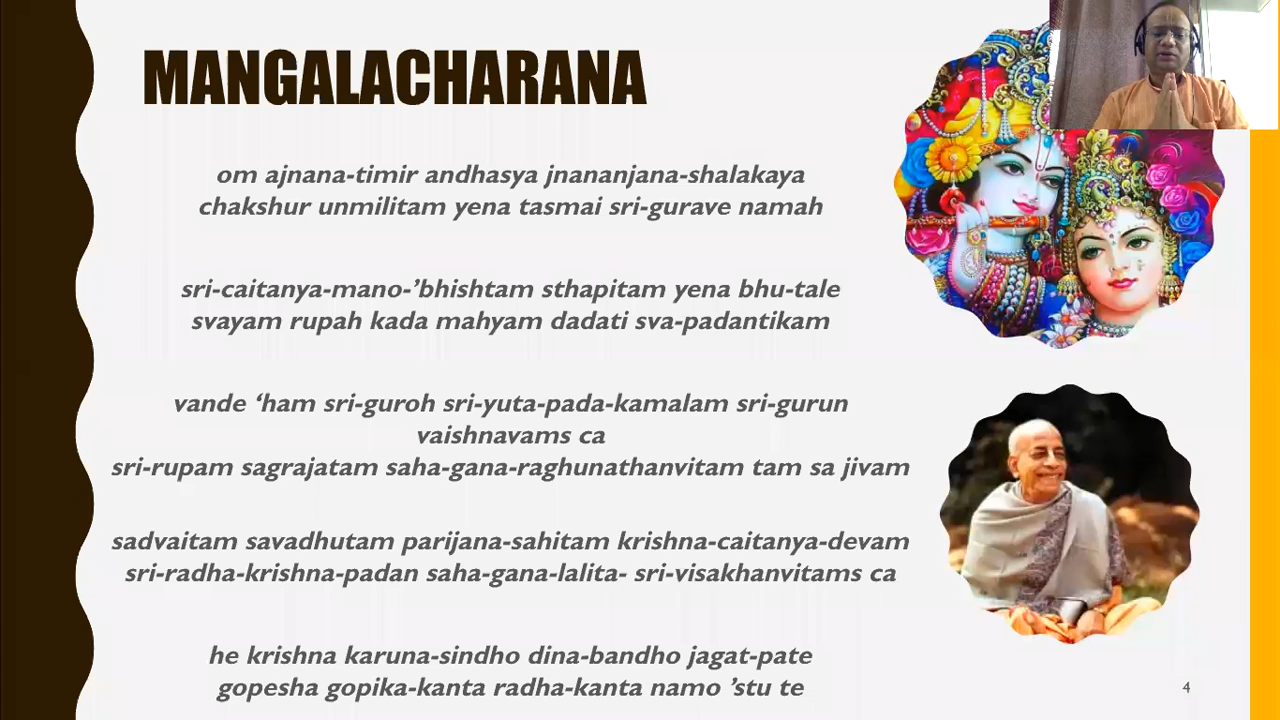 MANGALACHARANA
om ajnana-timir andhasya jnananjana-shalakaya
chakshur unmilitam yena tasmai sri-gurave namah
sri-caitanya-mano-’bhishtam sthapitam yena bhu-tale
svayam rupah kada mahyam dadati sva-padantikam
vande ‘ham sri-guroh sri-yuta-pada-kamalam sri-gurun
vaishnavams ca
sri-rupam sagrajatam saha-gana-raghunathanvitam tam sa jivam
sadvaitam savadhutam parijana-sahitam krishna-caitanya-devam
sri-radha-krishna-padan saha-gana-lalita- sri-visakhanvitams ca
he krishna karuna-sindho dina-bandho jagat-pate
gopesha gopika-kanta radha-kanta namo ’stu te
4